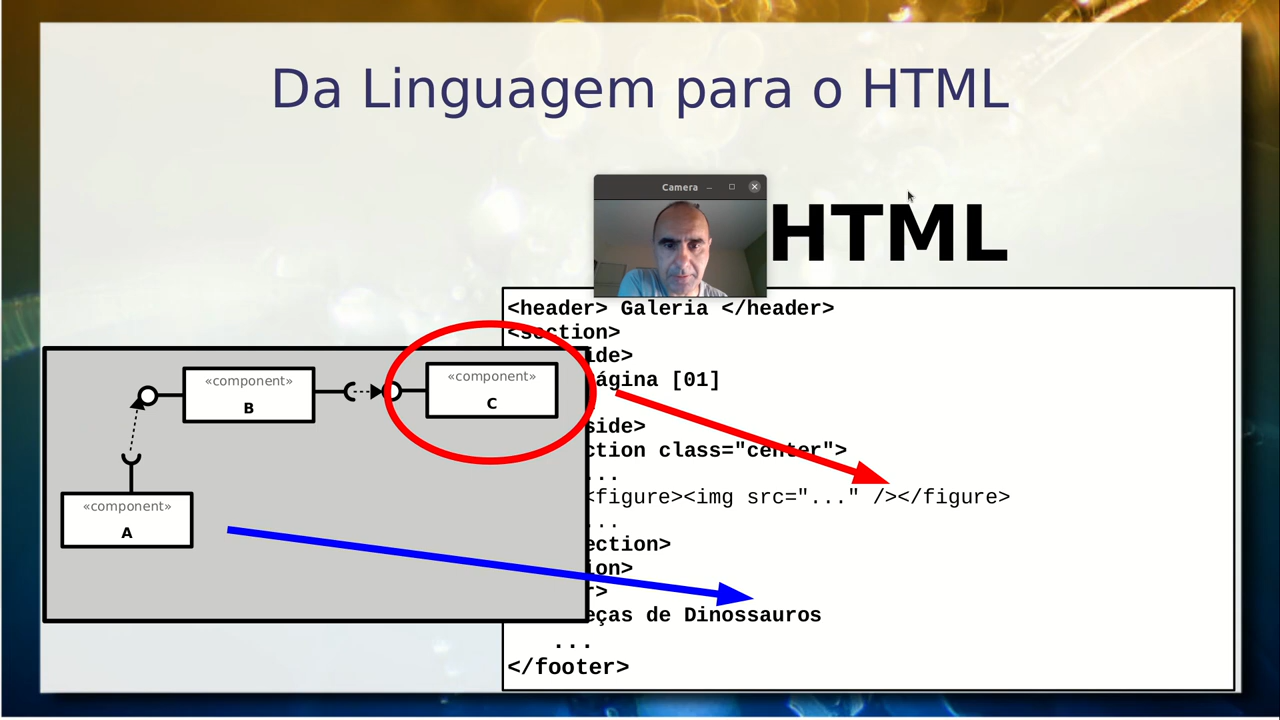 Da Linguagem para o HTML
Camera
HTML
<header> Galeria </header>
<section>
ide>
ágina [01]
side>
ction class="center">
...
<figure><img src="..." /></figure>
...
ection>
ion>
r>
eças de Dinossauros
...
</footer>
«component»
B
«component»
C
«component»
A